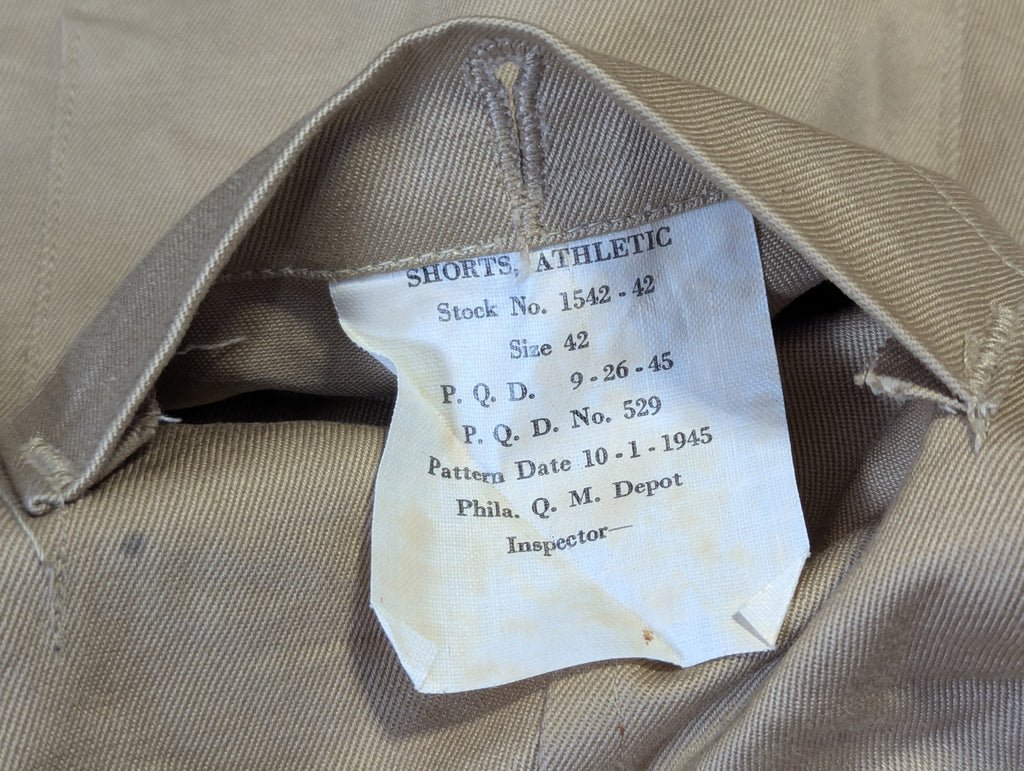 SHORTS, ATHLETIC
Stock No. 1542 - 42
Size 42
P. Q. D. 9 - 26 - 45
P. Q. D. No. 529
Pattern Date 10 - 1 - 1945
Phila. Q. M. Depot
Inspector—